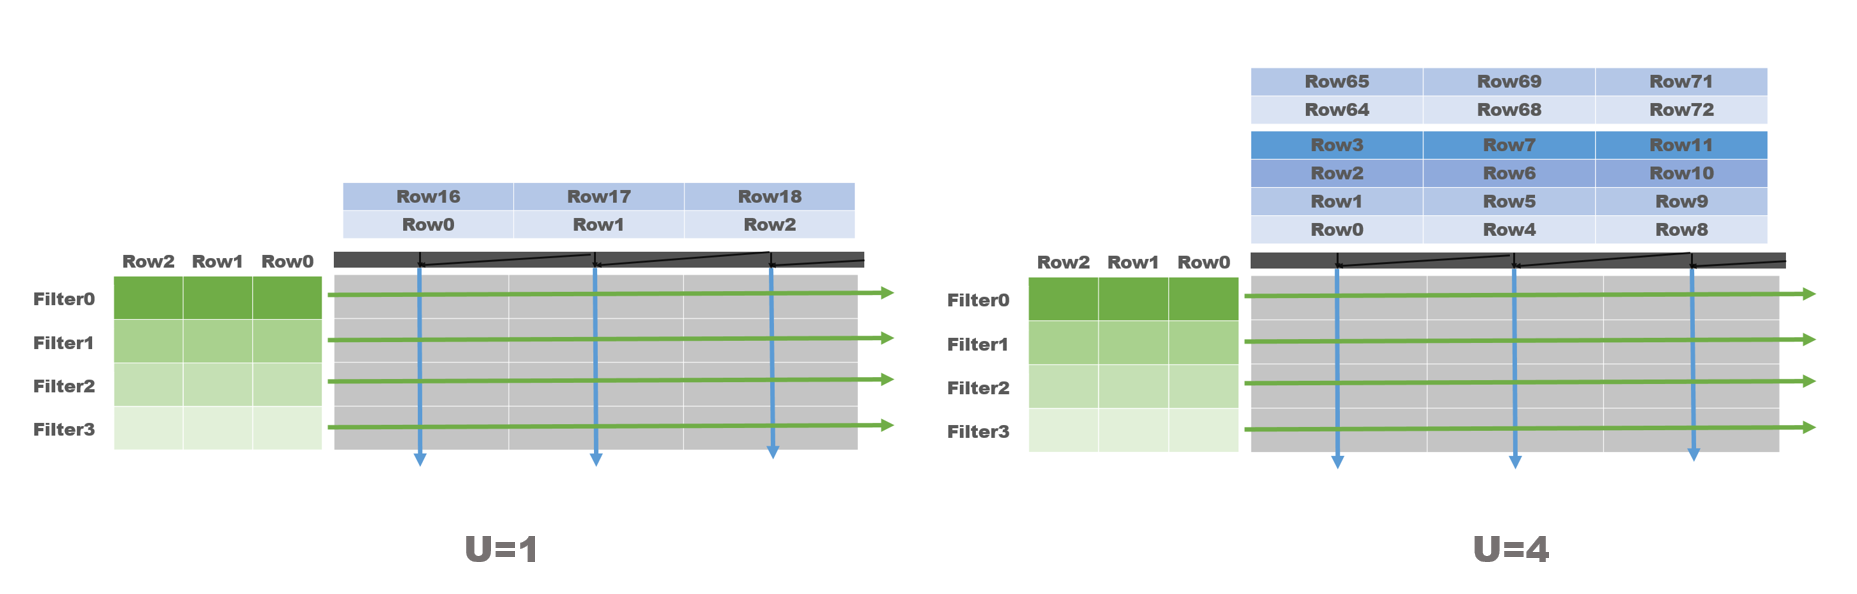 Row16 Row17 Row18
Row0 Row1 Row2
Row2 Row1 Row0
Filter0
Filter1
Filter2
Filter3
U=1
Row65 Row69 Row71
Row64 Row68 Row72
Row3 Row7 Row11
Row2 Row6 Row10
Row1 Row5 Row9
Row0 Row4 Row8
Row2 Row1 Row0
Filter0
Filter1
Filter2
Filter3
U=4